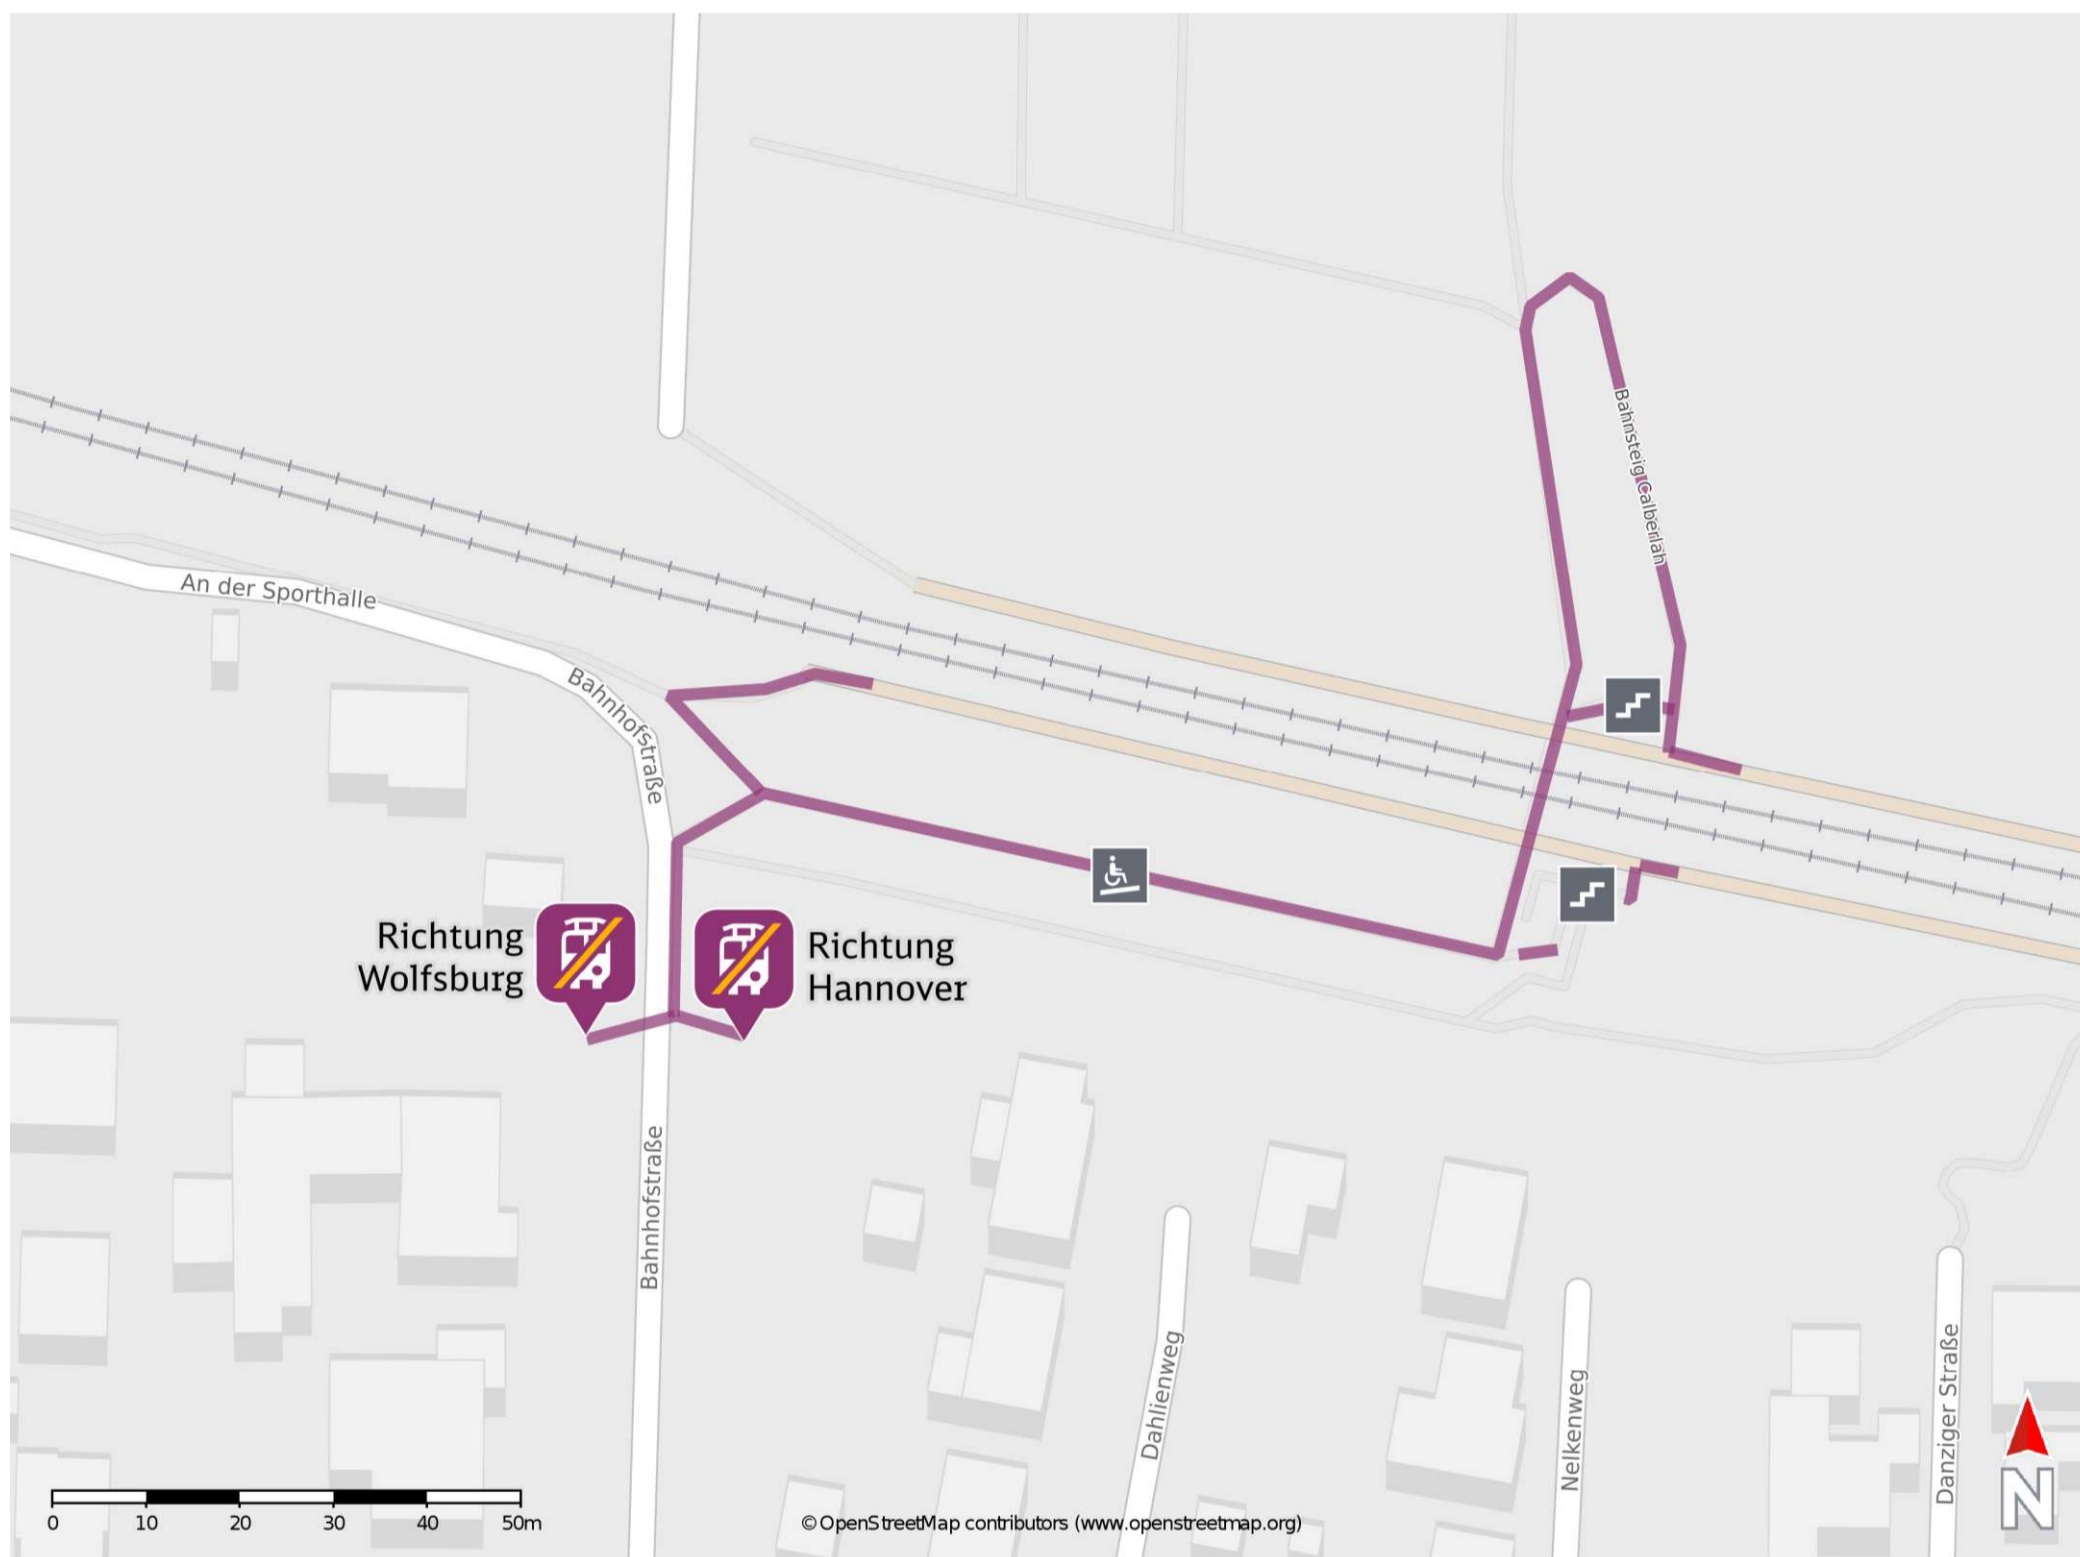 Bahnsteig Calberlah
An der Sporthalle
Bahnhofstraße
Richtung
Wolfsburg
Richtung
Hannover
Bahnhofstraße
Dahlienweg
Nelkenweg
Danziger Straße
N
0 10 20 30 40 50m
© OpenStreetMap contributors (www.openstreetmap.org)